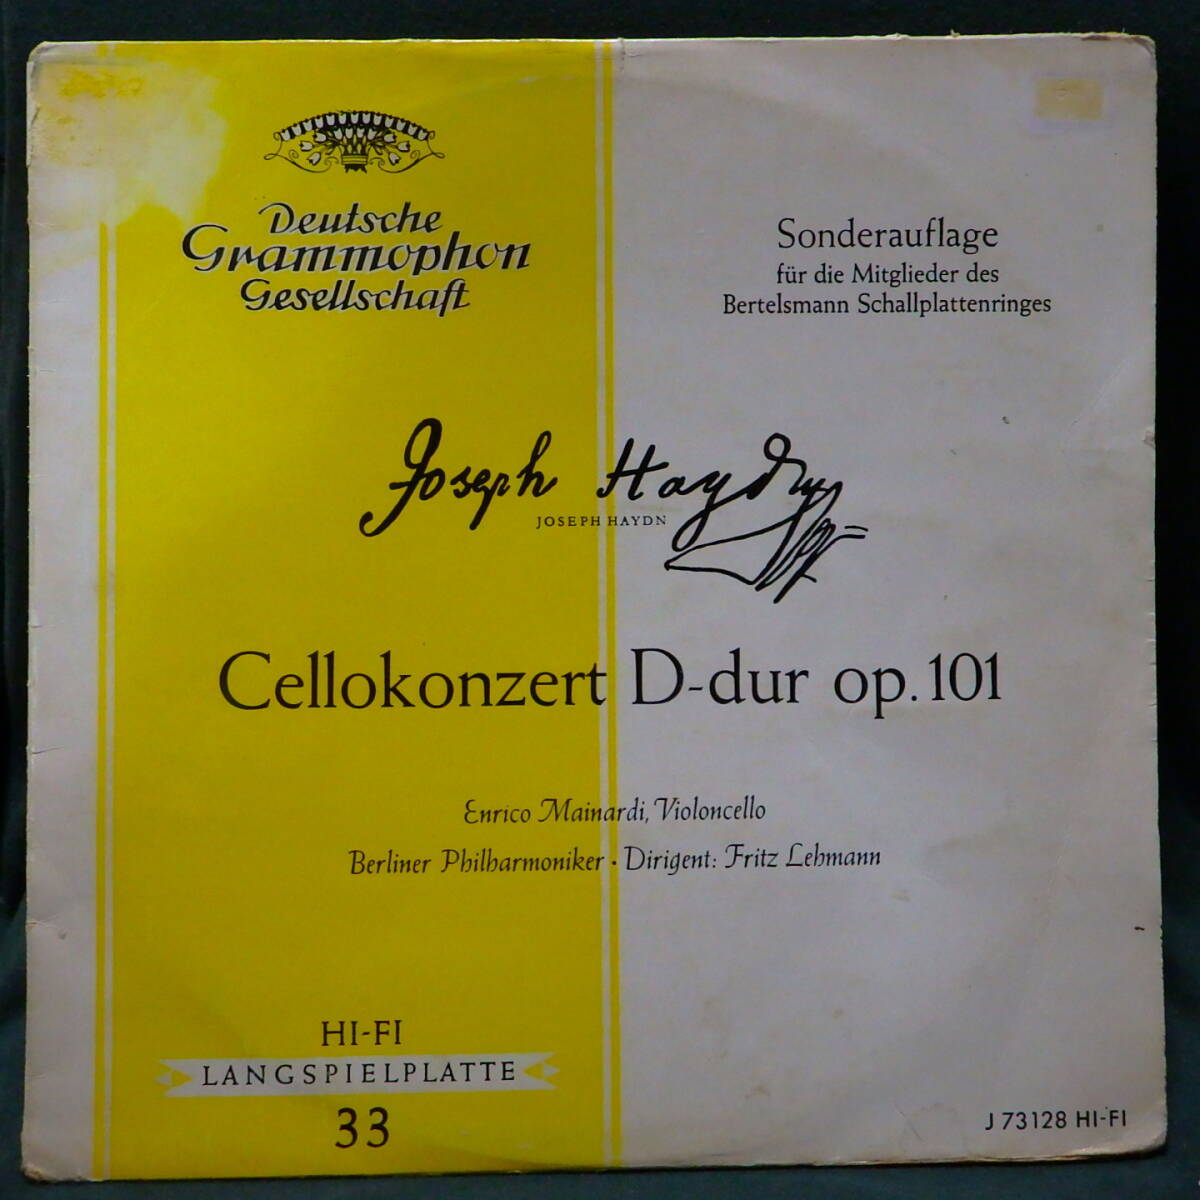 Deutsche
Grammophon
Gesellschaft
Sonderauflage
für die Mitglieder des
Bertelsmann Schallplattenringes
Joseph Haydn
JOSEPH HAYDN
Cellokonzert D-dur op. 101
Enrico Mainardi, Violoncello
Berliner Philharmoniker · Dirigent: Fritz Lehmann
HI-FI
LANGSPIELPLATTE
33
J 73128 HI-FI